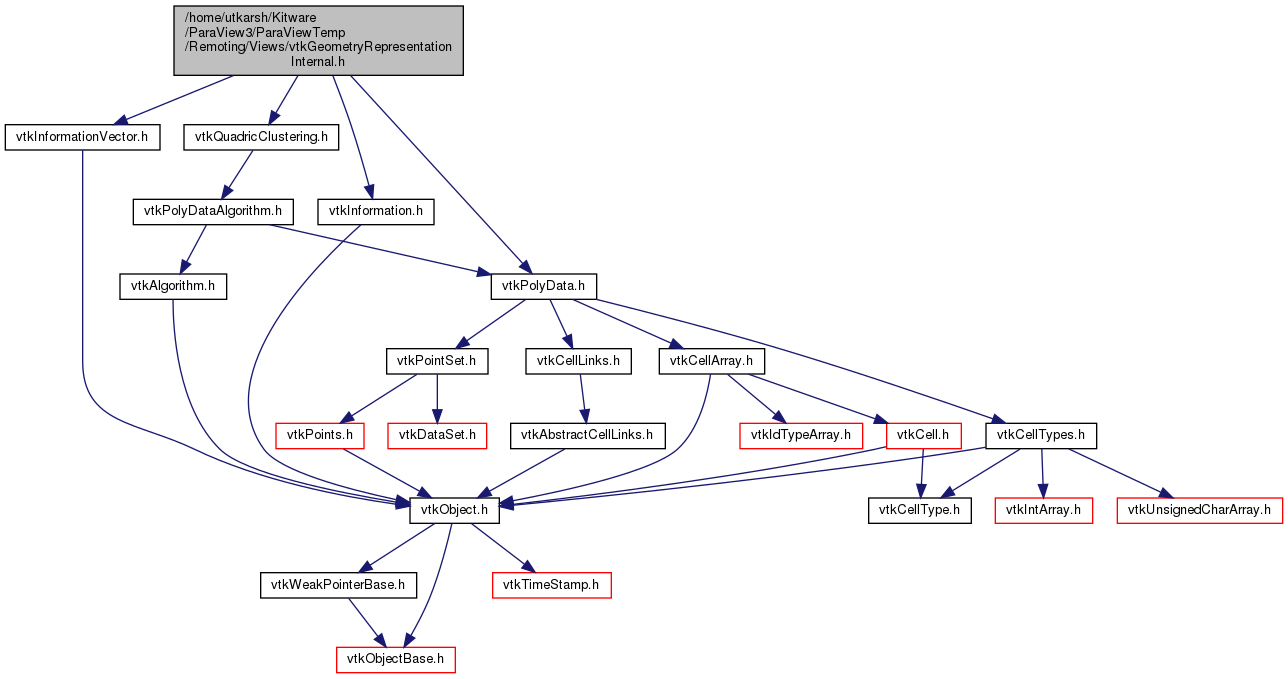 /home/utkarsh/Kitware
/ParaView3/ParaViewTemp
/Remoting/Views/vtkGeometryRepresentation
Internal.h
vtkInformationVector.h
vtkQuadricClustering.h
vtkPolyDataAlgorithm.h
vtkInformation.h
vtkAlgorithm.h
vtkPolyData.h
vtkPointSet.h
vtkCellLinks.h
vtkCellArray.h
vtkPoints.h
vtkDataSet.h
vtkAbstractCellLinks.h
vtkIdTypeArray.h
vtkCell.h
vtkCellTypes.h
vtkObject.h
vtkCellType.h
vtkIntArray.h
vtkUnsignedCharArray.h
vtkWeakPointerBase.h
vtkTimeStamp.h
vtkObjectBase.h